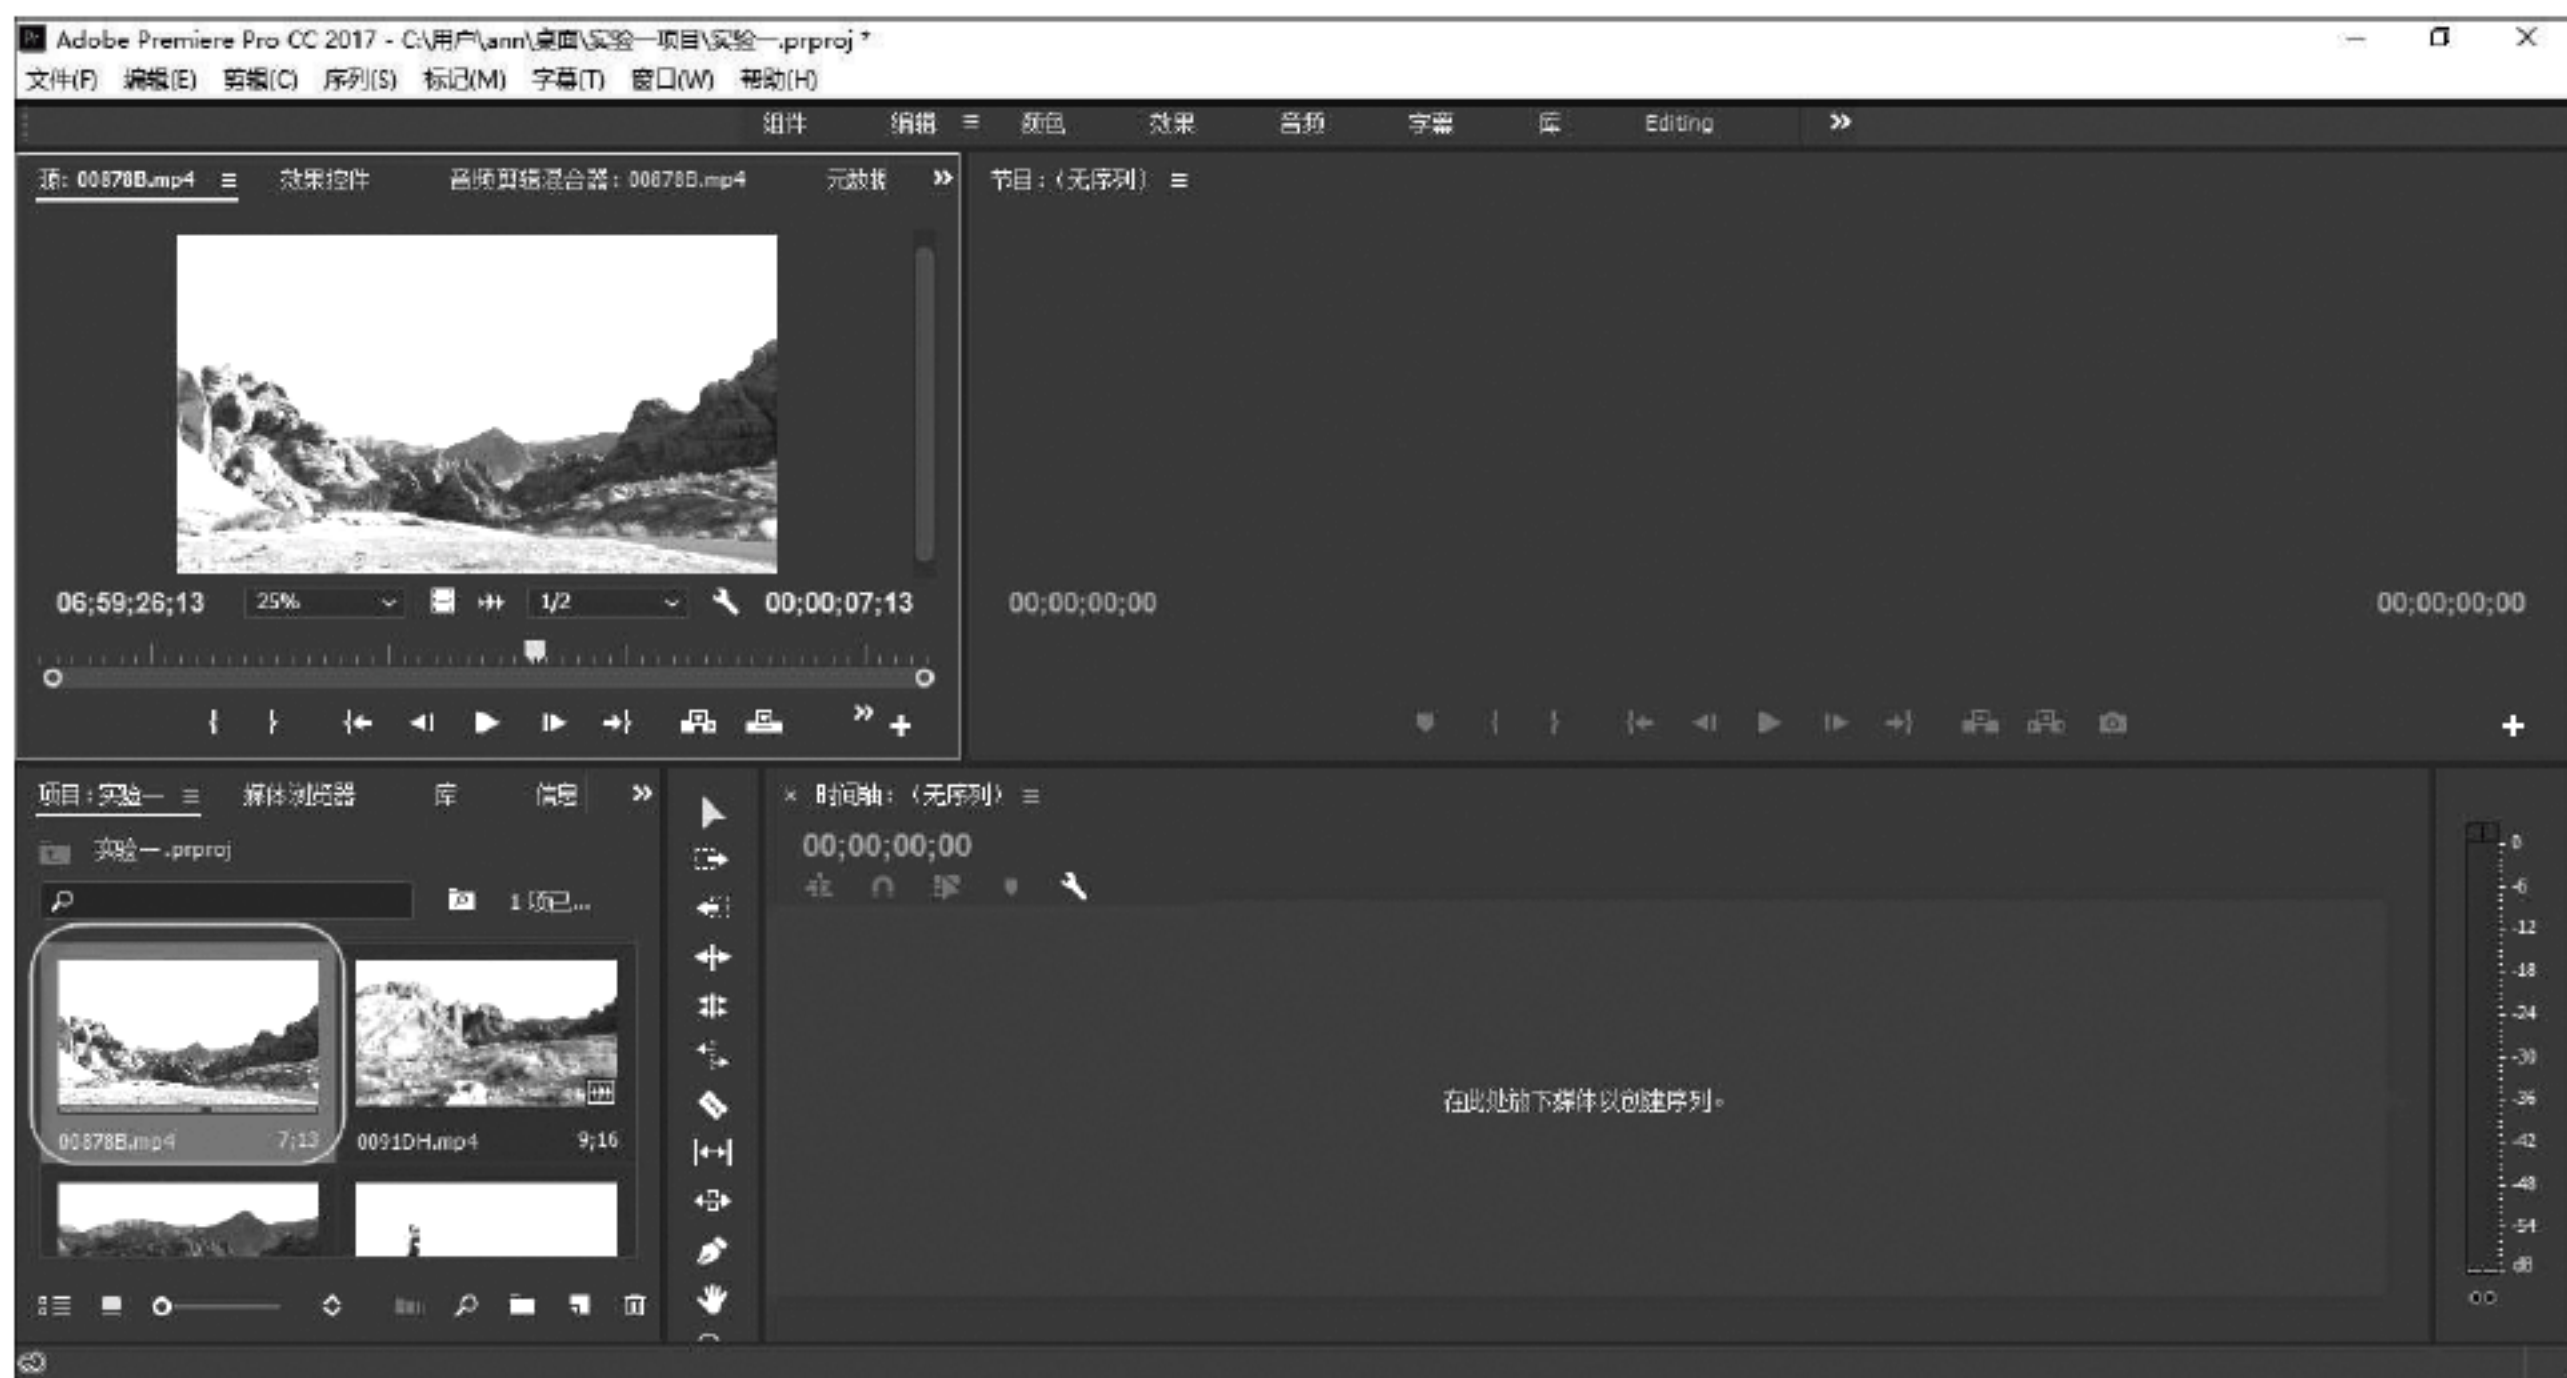 Adobe Premiere Pro CC 2017 - C:\用户\ann\桌面\实验一项目\实验一.prproj *
文件(F) 编辑(E) 剪辑(C) 序列(S) 标记(M) 字幕(T) 窗口(W) 帮助(H)
组件 编辑 颜色 效果 音频 字幕 库 Editing
源: 00878B.mp4 效果控件 音频剪辑混合器: 00878B.mp4 元数据
节目:(无序列)
06;59;26;13 25% 1/2 00;00;07;13
00;00;00;00 00;00;00;00
项目:实验一 媒体浏览器 库 信息
实验一.prproj
1 项已...
00878B.mp4 7;13
0091DH.mp4 9;16
× 时间轴:(无序列)
00;00;00;00
在此处放下媒体以创建序列。
0
-6
-12
-18
-24
-30
-36
-42
-48
-54
dB